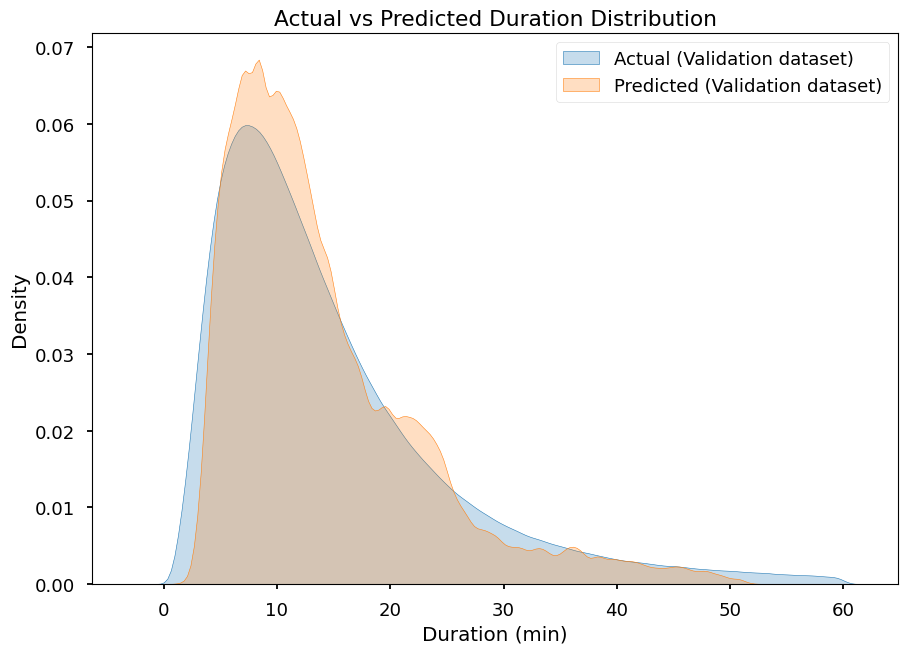 Actual vs Predicted Duration Distribution
Actual (Validation dataset)
Predicted (Validation dataset)
0.07
0.06
0.05
0.04
0.03
0.02
0.01
0.00
Density
0 10 20 30 40 50 60
Duration (min)